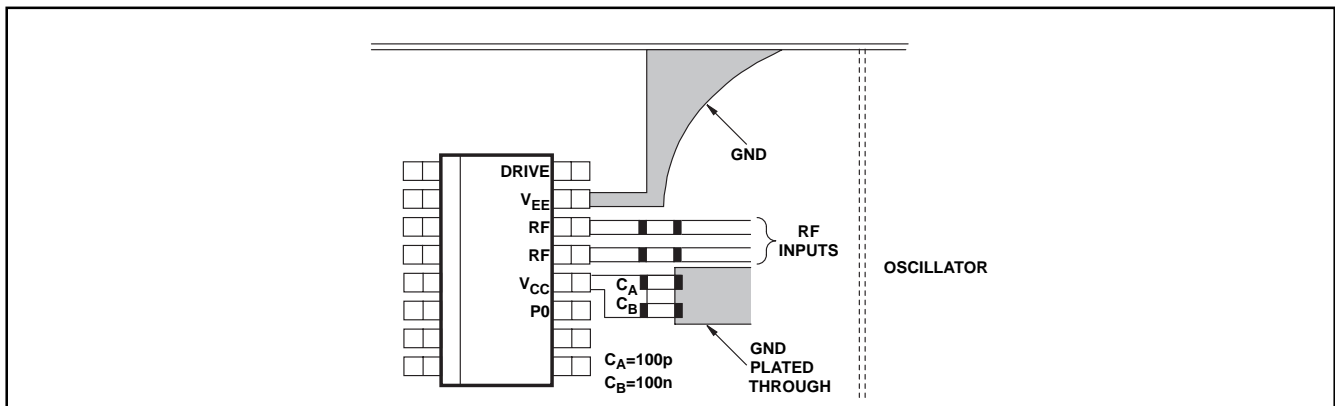 GND
DRIVE
VEE
RF
RF
VCC
P0
RF
INPUTS
OSCILLATOR
CA
CB
GND
PLATED
THROUGH
CA=100p
CB=100n